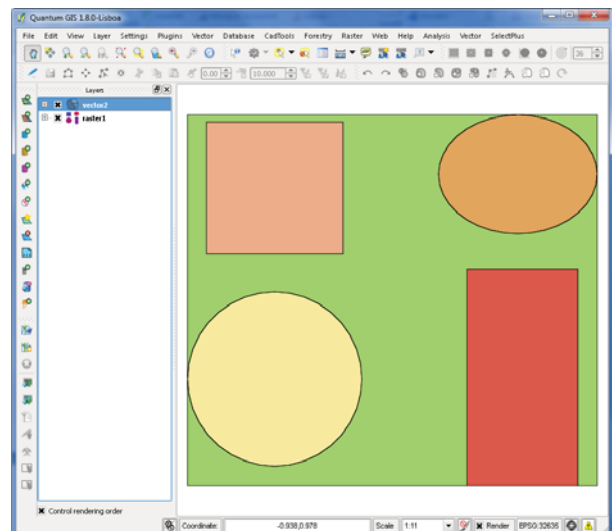 Quantum GIS 1.8.0-Lisboa
File Edit View Layer Settings Plugins Vector Database CadTools Forestry Raster Web Help Analysis Vector SelectPlus
26
0.00 10.000
Layers
vector2
raster1
Control rendering order
Coordinate: -0.938,0.978 Scale 1:11 Render EPSG:32636